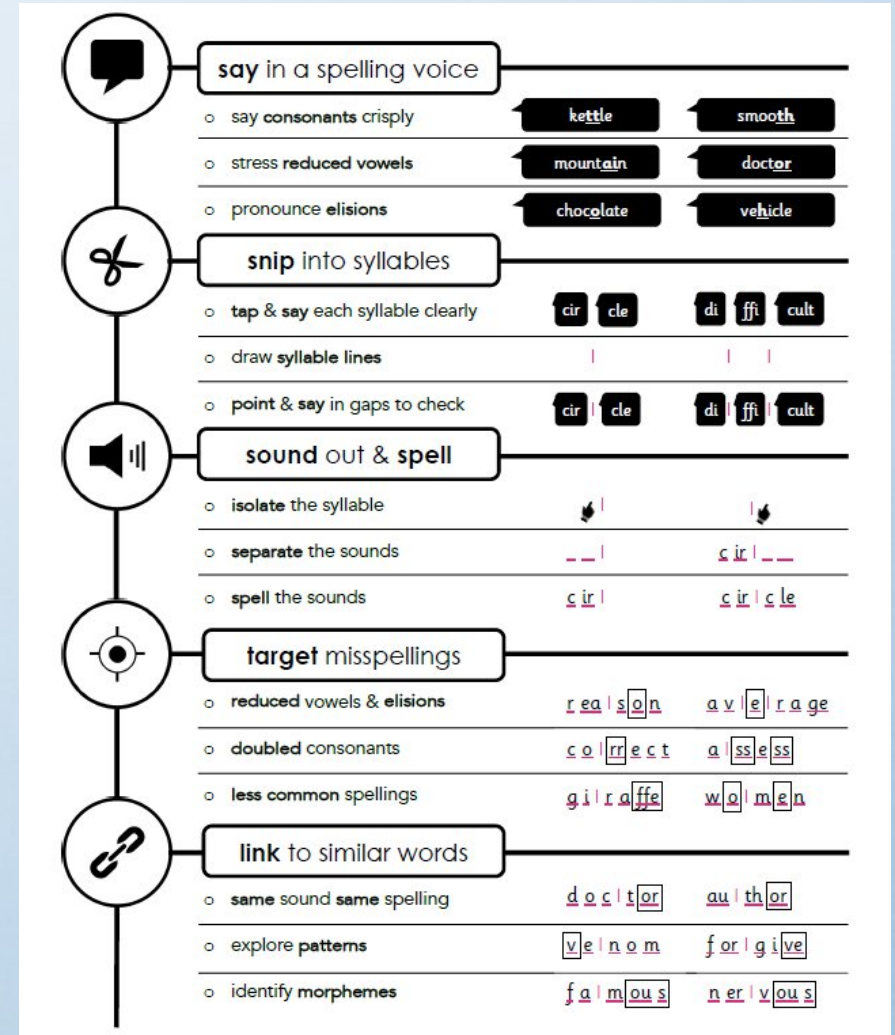 say in a spelling voice
o say consonants crisply kettle smooth
o stress reduced vowels mountain doctor
o pronounce elisions chocolate vehicle
snip into syllables
o tap & say each syllable clearly cir cle di ffi cult
o draw syllable lines | | |
o point & say in gaps to check cir | cle di | ffi | cult
sound out & spell
o isolate the syllable | |
o separate the sounds _ _ | c ir | _ _
o spell the sounds c ir | c ir | c le
target misspellings
o reduced vowels & elisions r ea | s o n a v | e | r a ge
o doubled consonants c o | rr e c t a | ss e ss
o less common spellings g i | r a ffe w o | m e n
link to similar words
o same sound same spelling d o c | t or au | th or
o explore patterns v e | n o m f or | g i ve
o identify morphemes f a | m ou s n er | v ou s